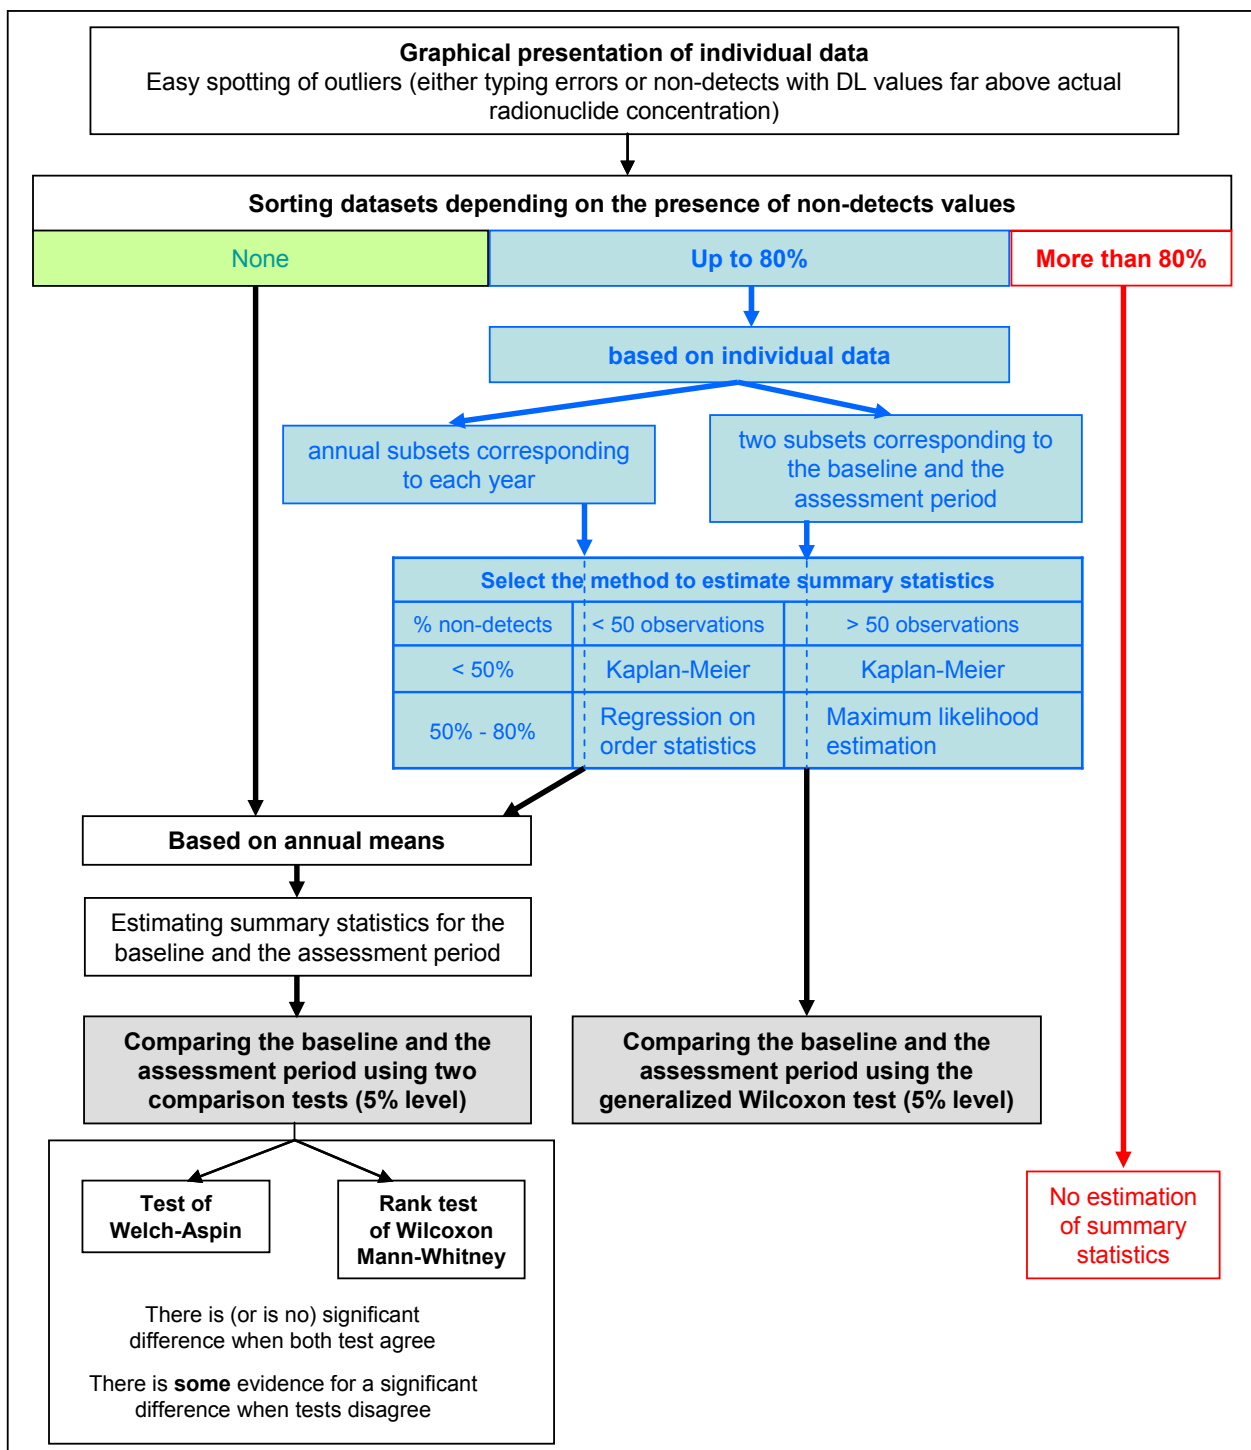 Graphical presentation of individual data
Easy spotting of outliers (either typing errors or non-detects with DL values far above actual
radionuclide concentration)
Sorting datasets depending on the presence of non-detects values
None
Up to 80%
More than 80%
based on individual data
annual subsets corresponding
to each year
two subsets corresponding to
the baseline and the
assessment period
Select the method to estimate summary statistics
% non-detects
< 50 observations
> 50 observations
< 50%
Kaplan-Meier
Kaplan-Meier
50% - 80%
Regression on
order statistics
Maximum likelihood
estimation
Based on annual means
Estimating summary statistics for the
baseline and the assessment period
Comparing the baseline and the
assessment period using two
comparison tests (5% level)
Comparing the baseline and the
assessment period using the
generalized Wilcoxon test (5% level)
Test of
Welch-Aspin
Rank test
of Wilcoxon
Mann-Whitney
No estimation
of summary
statistics
There is (or is no) significant
difference when both test agree
There is some evidence for a significant
difference when tests disagree